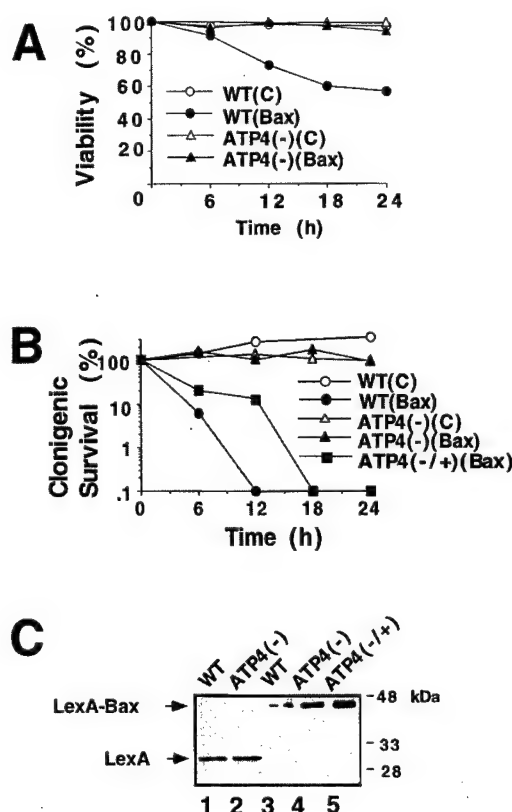 A
Viability (%)
100
80
60
40
20
0
6
12
18
24
Time (h)
WT(C)
WT(Bax)
ATP4(-)(C)
ATP4(-)(Bax)
B
Clonigenic
Survival (%)
100
10
1
.1
0
6
12
18
24
Time (h)
WT(C)
WT(Bax)
ATP4(-)(C)
ATP4(-)(Bax)
ATP4(-/+)(Bax)
C
WT
ATP4(-)
WT
ATP4(-)
ATP4(-/+)
LexA-Bax
LexA
48 kDa
33
28
1 2 3 4 5